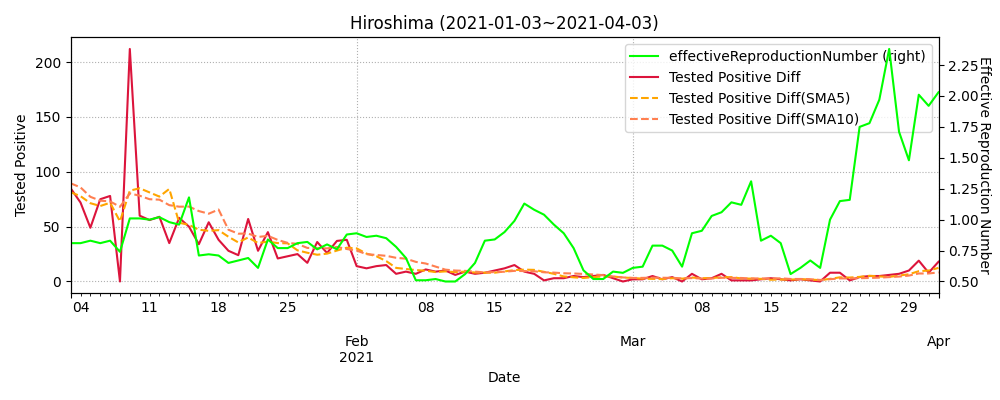 Hiroshima (2021-01-03~2021-04-03)
effectiveReproductionNumber (right)
Tested Positive Diff
Tested Positive Diff(SMA5)
Tested Positive Diff(SMA10)
Tested Positive
200
150
100
50
0
Effective Reproduction Number
2.25
2.00
1.75
1.50
1.25
1.00
0.75
0.50
04 11 18 25 08 15 22 08 15 22 29
Feb Mar Apr
2021
Date